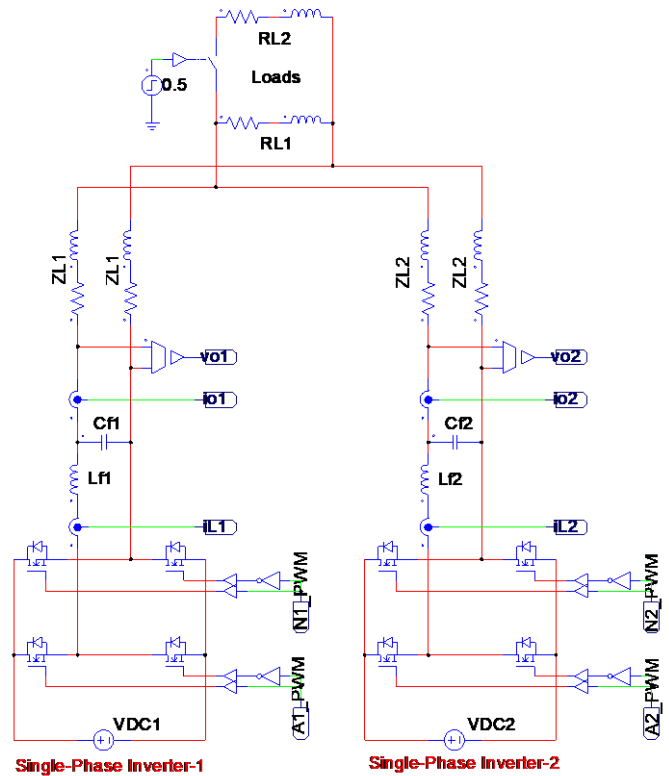 RL2
0.5
Loads
RL1
ZL1
ZL1
ZL2
ZL2
vo1
vo2
io1
io2
Cf1
Cf2
Lf1
Lf2
iL1
iL2
N1_PWM
N2_PWM
A1_PWM
A2_PWM
VDC1
VDC2
Single-Phase Inverter-1
Single-Phase Inverter-2